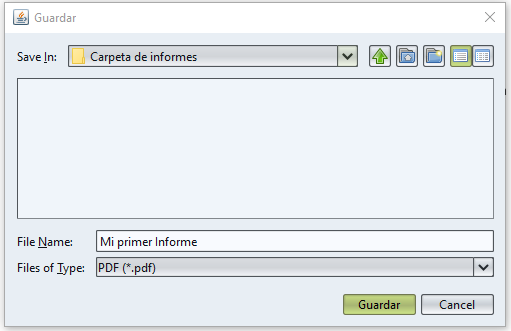 Guardar
Save In: Carpeta de informes
File Name: Mi primer Informe
Files of Type: PDF (*.pdf)
Guardar Cancel